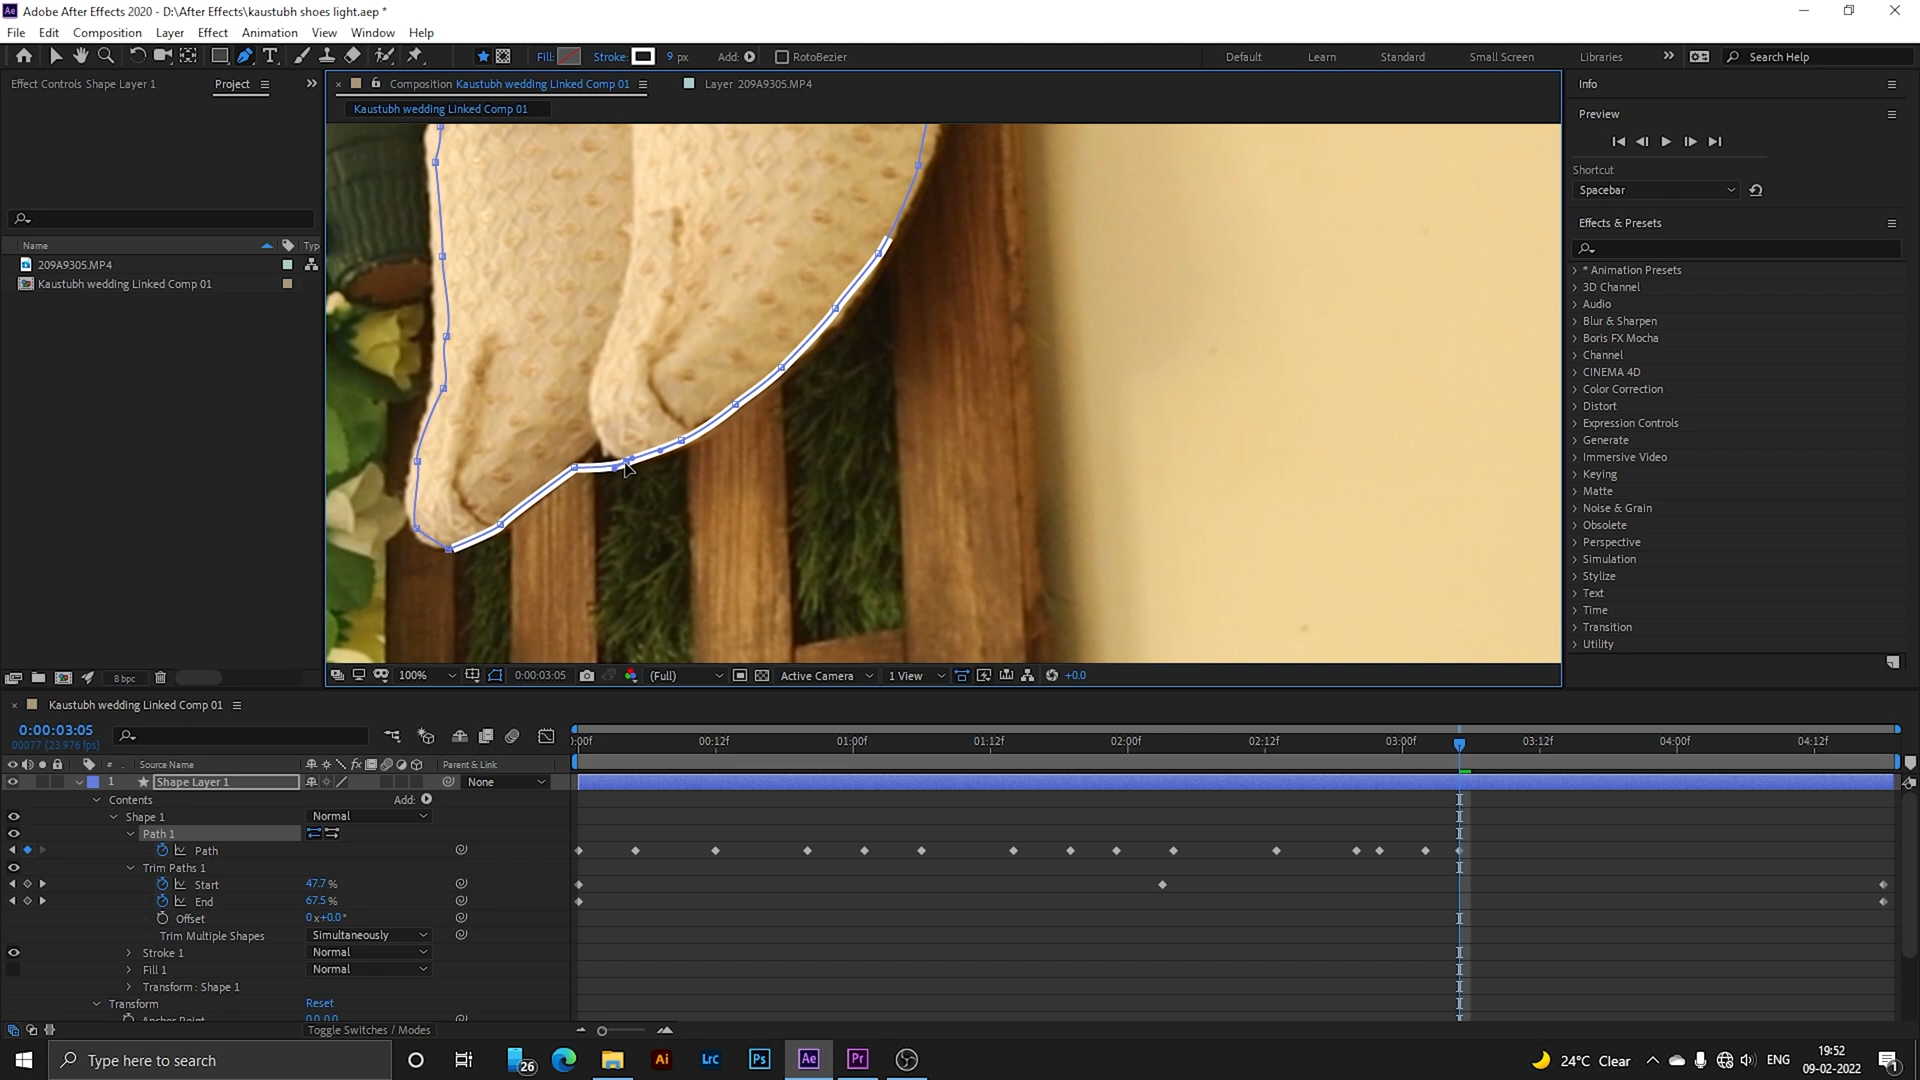 Adobe After Effects 2020 - D:\After Effects\kaustubh shoes light.aep *
File Edit Composition Layer Effect Animation View Window Help
Fill: Stroke: 9 px Add: RotoBezier Default Learn Standard Small Screen Libraries Search Help
Effect Controls Shape Layer 1 Project
Composition Kaustubh wedding Linked Comp 01 Layer 209A9305.MP4
Kaustubh wedding Linked Comp 01
Name Typ
209A9305.MP4
Kaustubh wedding Linked Comp 01
8 bpc
100% 0:00:03:05 (Full) Active Camera 1 View +0.0
Info
Preview
Shortcut
Spacebar
Effects & Presets
* Animation Presets
3D Channel
Audio
Blur & Sharpen
Boris FX Mocha
Channel
CINEMA 4D
Color Correction
Distort
Expression Controls
Generate
Immersive Video
Keying
Matte
Noise & Grain
Obsolete
Perspective
Simulation
Stylize
Text
Time
Transition
Utility
Kaustubh wedding Linked Comp 01
0:00:03:05
00077 (23.976 fps)
# Source Name Parent & Link
):00f 00:12f 01:00f 01:12f 02:00f 02:12f 03:00f 03:12f 04:00f 04:12f
1 Shape Layer 1 None
Contents Add:
Shape 1 Normal
Path 1
Path
Trim Paths 1
Start 47.7 %
End 67.5 %
Offset 0 x +0.0 °
Trim Multiple Shapes Simultaneously
Stroke 1 Normal
Fill 1 Normal
Transform : Shape 1
Transform Reset
Toggle Switches / Modes
Type here to search
26
Ai Lrc Ps Ae Pr
24°C Clear ENG
19:52
09-02-2022
1